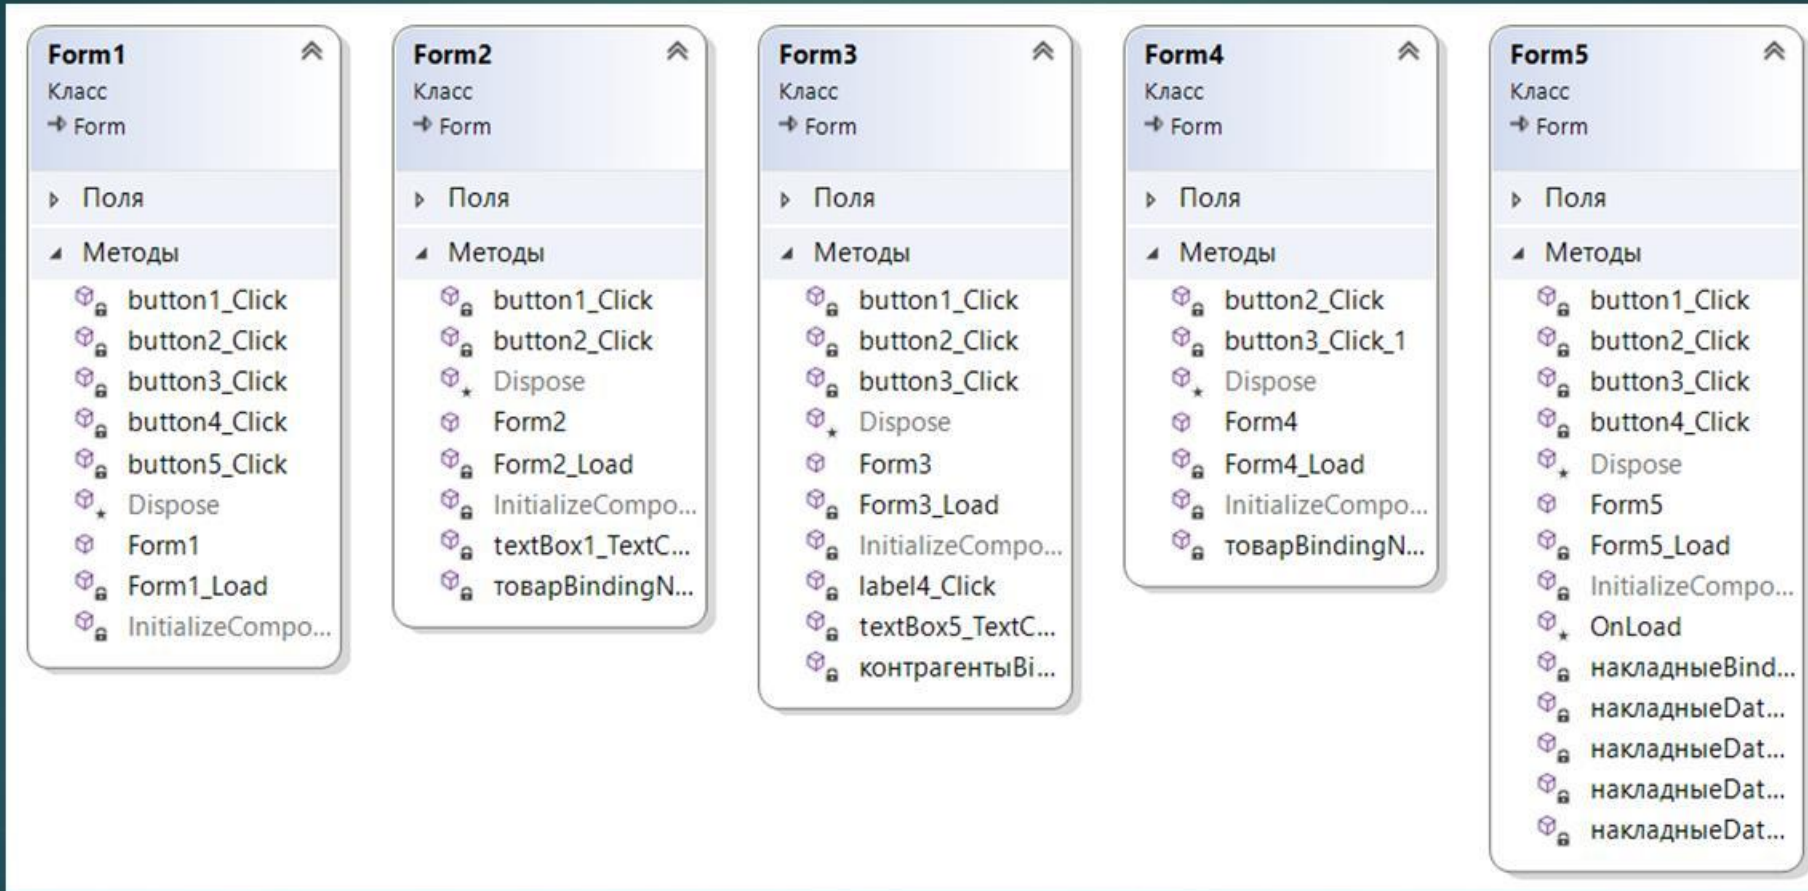 Form1
Класс
Form
Поля
Методы
button1_Click
button2_Click
button3_Click
button4_Click
button5_Click
Dispose
Form1
Form1_Load
InitializeCompo...
Form2
Класс
Form
Поля
Методы
button1_Click
button2_Click
Dispose
Form2
Form2_Load
InitializeCompo...
textBox1_TextC...
товарBindingN...
Form3
Класс
Form
Поля
Методы
button1_Click
button2_Click
button3_Click
Dispose
Form3
Form3_Load
InitializeCompo...
label4_Click
textBox5_TextC...
контрагентыBi...
Form4
Класс
Form
Поля
Методы
button2_Click
button3_Click_1
Dispose
Form4
Form4_Load
InitializeCompo...
товарBindingN...
Form5
Класс
Form
Поля
Методы
button1_Click
button2_Click
button3_Click
button4_Click
Dispose
Form5
Form5_Load
InitializeCompo...
OnLoad
накладныеBind...
накладныеDat...
накладныеDat...
накладныеDat...
накладныеDat...